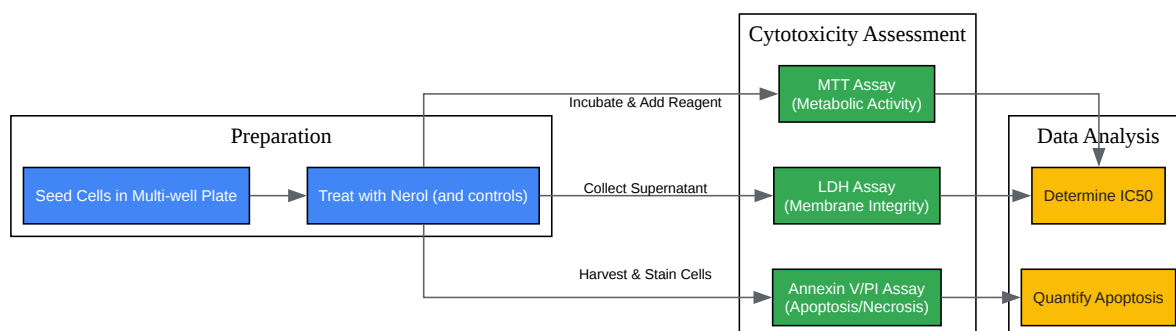 Cytotoxicity Assessment
MTT Assay
(Metabolic Activity)
Incubate & Add Reagent
Preparation
Data Analysis
Seed Cells in Multi-well Plate
Treat with Nerol (and controls)
Collect Supernatant
LDH Assay
(Membrane Integrity)
Determine IC50
Harvest & Stain Cells
Annexin V/PI Assay
(Apoptosis/Necrosis)
Quantify Apoptosis